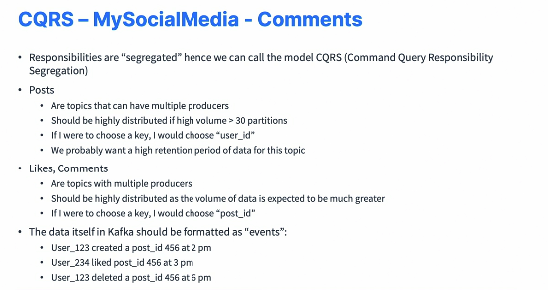 CQRS – MySocialMedia - Comments
• Responsibilities are “segregated” hence we can call the model CQRS (Command Query Responsibility
Segregation)
• Posts
• Are topics that can have multiple producers
• Should be highly distributed if high volume > 30 partitions
• If I were to choose a key, I would choose “user_id”
• We probably want a high retention period of data for this topic
• Likes, Comments
• Are topics with multiple producers
• Should be highly distributed as the volume of data is expected to be much greater
• If I were to choose a key, I would choose “post_id”
• The data itself in Kafka should be formatted as “events”:
• User_123 created a post_id 456 at 2 pm
• User_234 liked post_id 456 at 3 pm
• User_123 deleted a post_id 456 at 6 pm